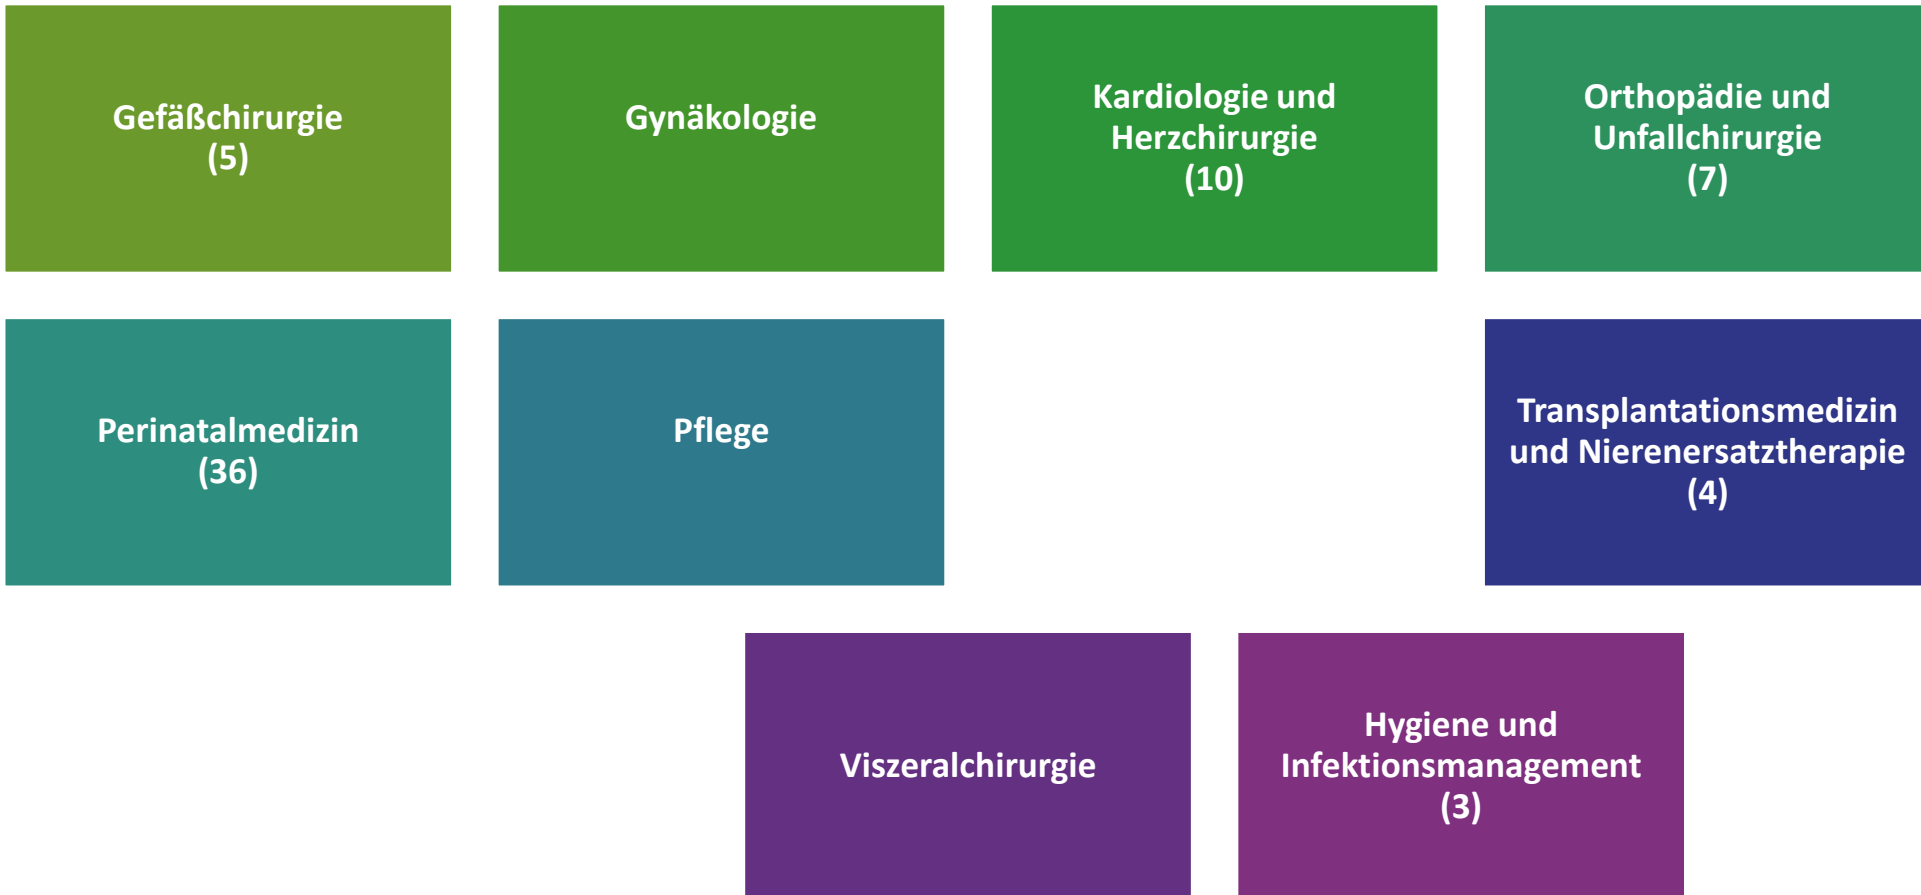 Gefäßchirurgie
(5)
Gynäkologie
Kardiologie und
Herzchirurgie
(10)
Orthopädie und
Unfallchirurgie
(7)
Perinatalmedizin
(36)
Pflege
Transplantationsmedizin
und Nierenersatztherapie
(4)
Viszeralchirurgie
Hygiene und
Infektionsmanagement
(3)